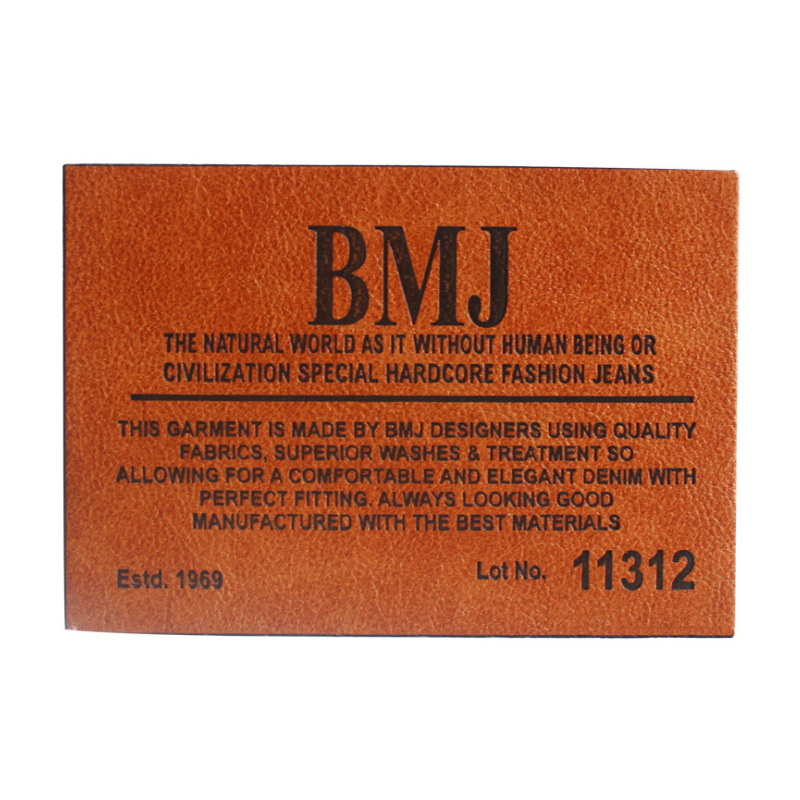 BMJ
THE NATURAL WORLD AS IT WITHOUT HUMAN BEING OR
CIVILIZATION SPECIAL HARDCORE FASHION JEANS
THIS GARMENT IS MADE BY BMJ DESIGNERS USING QUALITY
FABRICS, SUPERIOR WASHES & TREATMENT SO
ALLOWING FOR A COMFORTABLE AND ELEGANT DENIM WITH
PERFECT FITTING. ALWAYS LOOKING GOOD
MANUFACTURED WITH THE BEST MATERIALS
Estd. 1969 Lot No. 11312